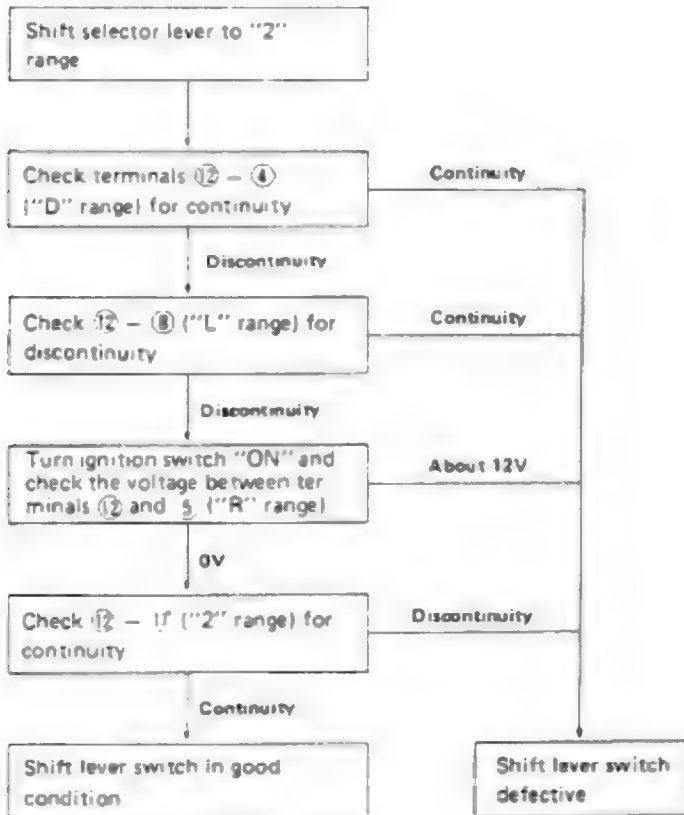 Shift selector lever to "2"
range
Check terminals ⑫ – ④
("D" range) for continuity
Continuity
Discontinuity
Check ⑫ – ⑧ ("L" range) for
discontinuity
Continuity
Discontinuity
Turn ignition switch "ON" and
check the voltage between ter
minals ⑫ and 5 ("R" range)
About 12V
0V
Check ⑫ – ("2" range) for
continuity
Discontinuity
Continuity
Shift lever switch in good
condition
Shift lever switch
defective